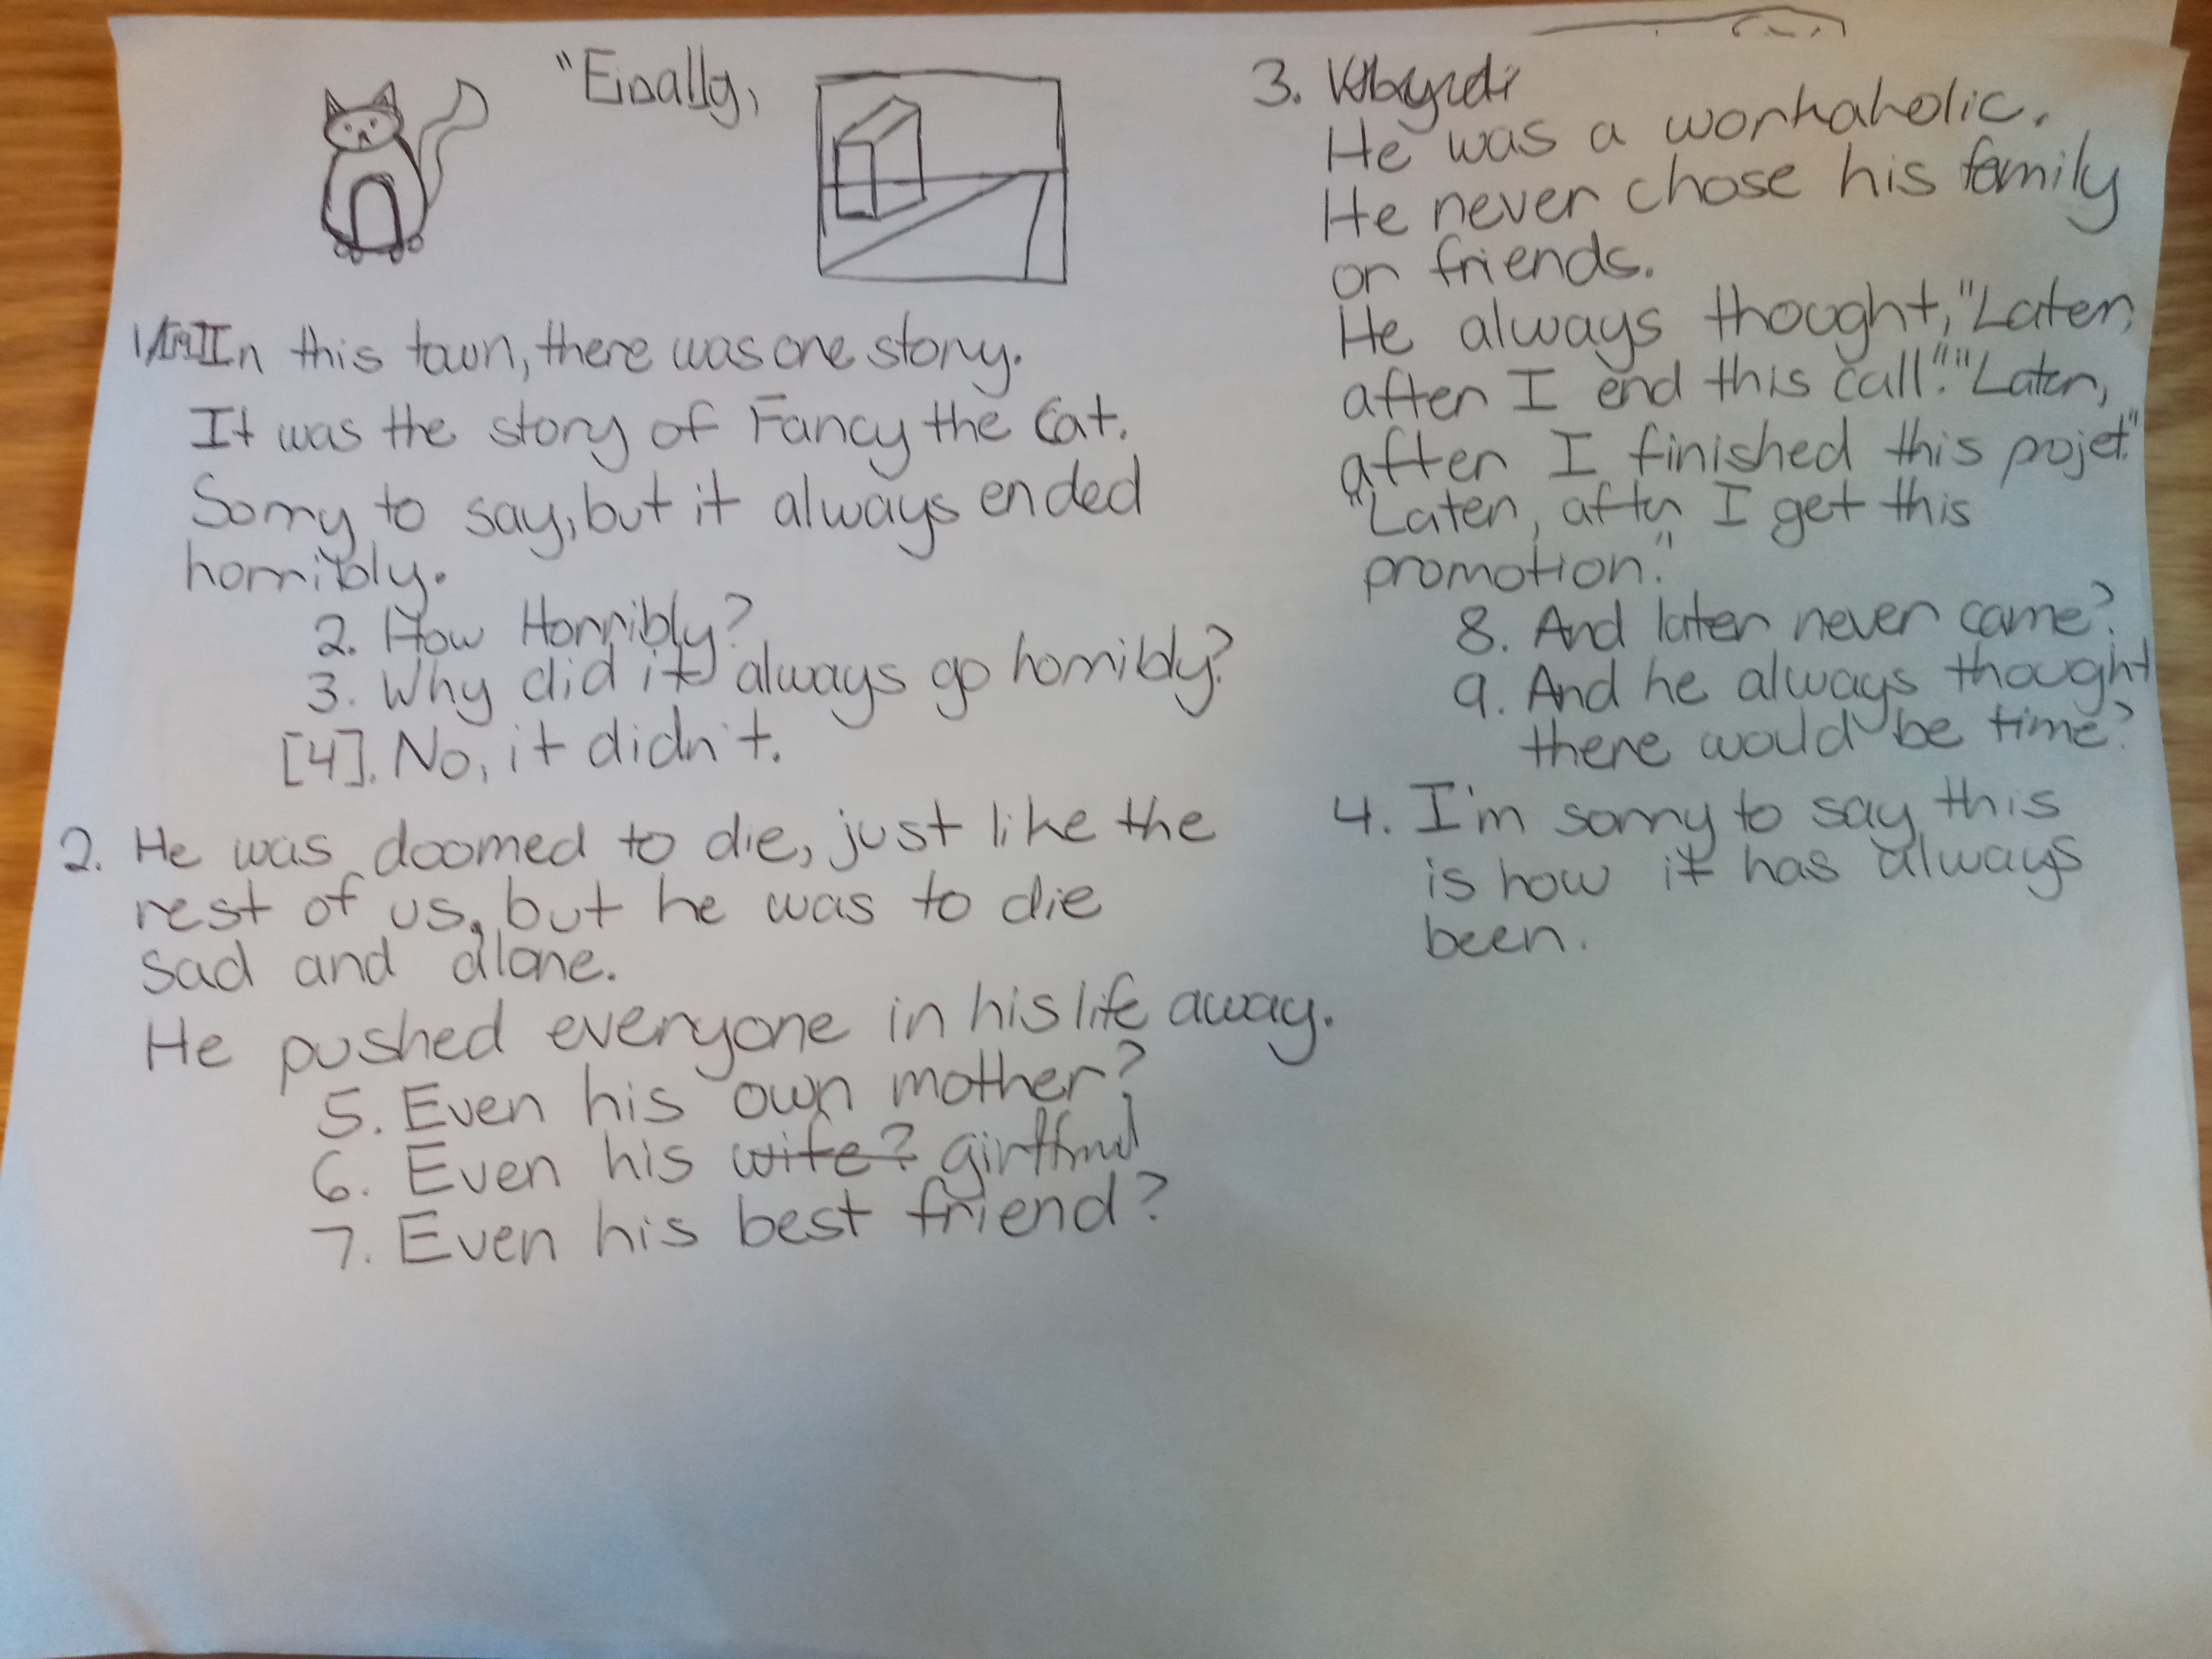 "Finally,
1. In this town, there was one story.
It was the story of Fancy the Cat.
Sorry to say, but it always ended
horribly.
2. How Horribly?
3. Why did it always go horribly?
[4]. No, it didn't.
2. He was doomed to die, just like the
rest of us, but he was to die
sad and alone.
He pushed everyone in his life away.
5. Even his own mother?
6. Even his wife? girlfriend
7. Even his best friend?
3.
He was a workaholic.
He never chose his family
or friends.
He always thought, "Later,
after I end this call". "Later,
after I finished this pojet."
"Later, after I get this
promotion."
8. And later never came?
9. And he always thought
there would be time?
4. I'm sorry to say, this
is how it has always
been.